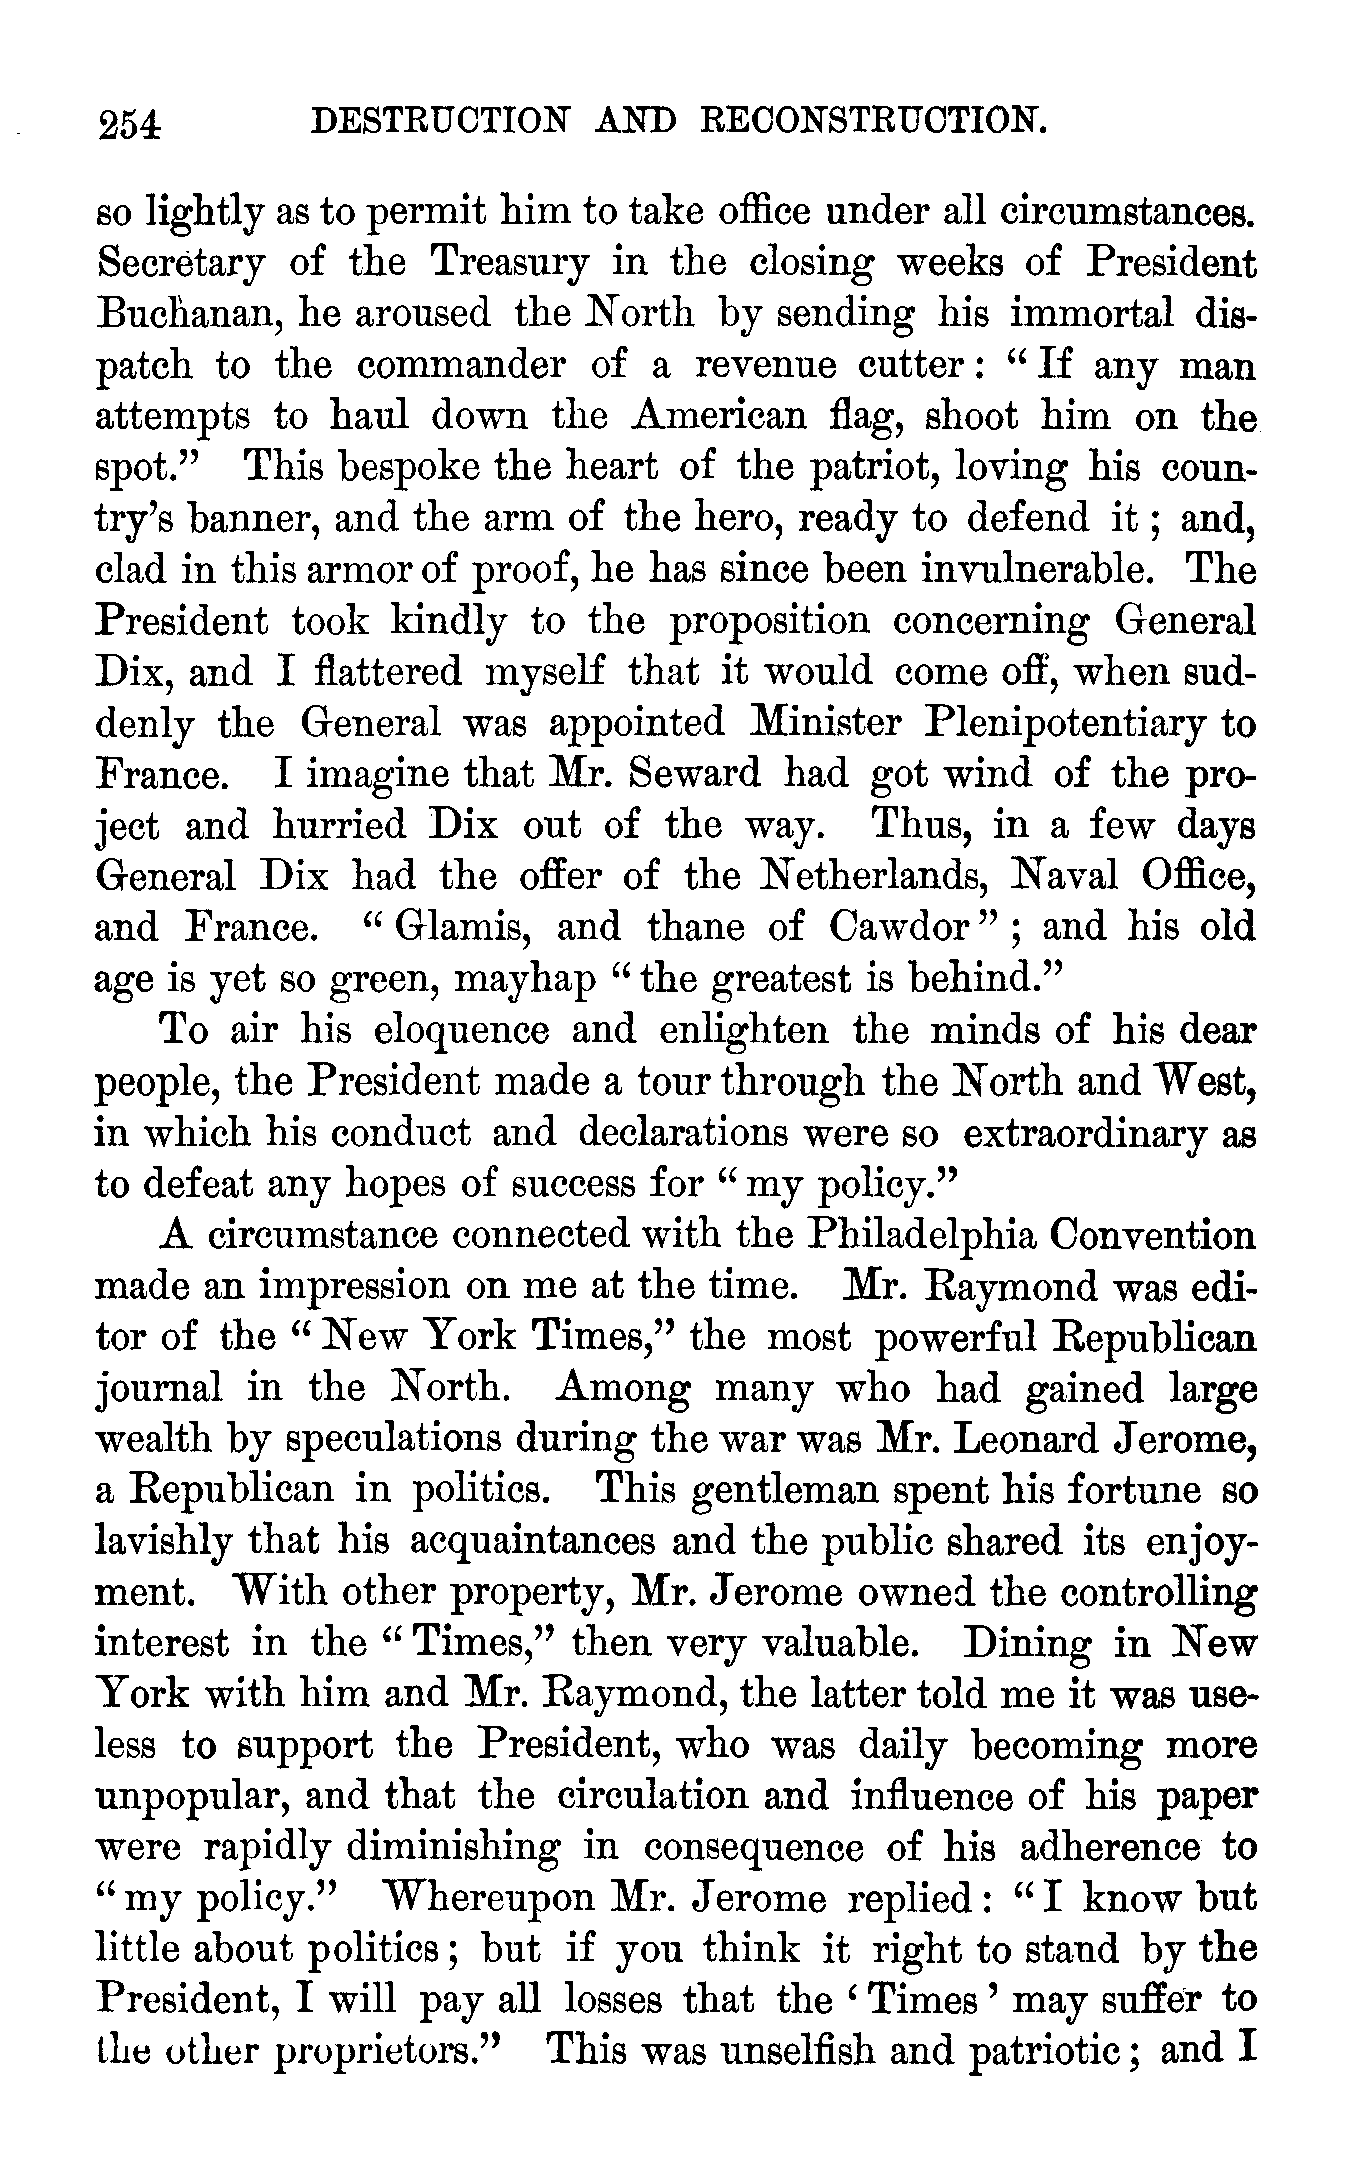 254 DESTRUCTION AND RECONSTRUCTION.
so lightly as to permit him to take office under all circumstances.
Secretary of the Treasury in the closing weeks of President
Buchanan, he aroused the North by sending his immortal dis-
patch to the commander of a revenue cutter: "If any man
attempts to haul down the American flag, shoot him on the
spot." This bespoke the heart of the patriot, loving his coun-
try's banner, and the arm of the hero, ready to defend it; and,
clad in this armor of proof, he has since been invulnerable. The
President took kindly to the proposition concerning General
Dix, and I flattered myself that it would come off, when sud-
denly the General was appointed Minister Plenipotentiary to
France. I imagine that Mr. Seward had got wind of the pro-
ject and hurried Dix out of the way. Thus, in a few days
General Dix had the offer of the Netherlands, Naval Office,
and France. "Glamis, and thane of Cawdor"; and his old
age is yet so green, mayhap "the greatest is behind."
To air his eloquence and enlighten the minds of his dear
people, the President made a tour through the North and West,
in which his conduct and declarations were so extraordinary as
to defeat any hopes of success for "my policy."
A circumstance connected with the Philadelphia Convention
made an impression on me at the time. Mr. Raymond was edi-
tor of the "New York Times," the most powerful Republican
journal in the North. Among many who had gained large
wealth by speculations during the war was Mr. Leonard Jerome,
a Republican in politics. This gentleman spent his fortune so
lavishly that his acquaintances and the public shared its enjoy-
ment. With other property, Mr. Jerome owned the controlling
interest in the "Times," then very valuable. Dining in New
York with him and Mr. Raymond, the latter told me it was use-
less to support the President, who was daily becoming more
unpopular, and that the circulation and influence of his paper
were rapidly diminishing in consequence of his adherence to
"my policy." Whereupon Mr. Jerome replied: "I know but
little about politics; but if you think it right to stand by the
President, I will pay all losses that the 'Times' may suffer to
the other proprietors." This was unselfish and patriotic; and I